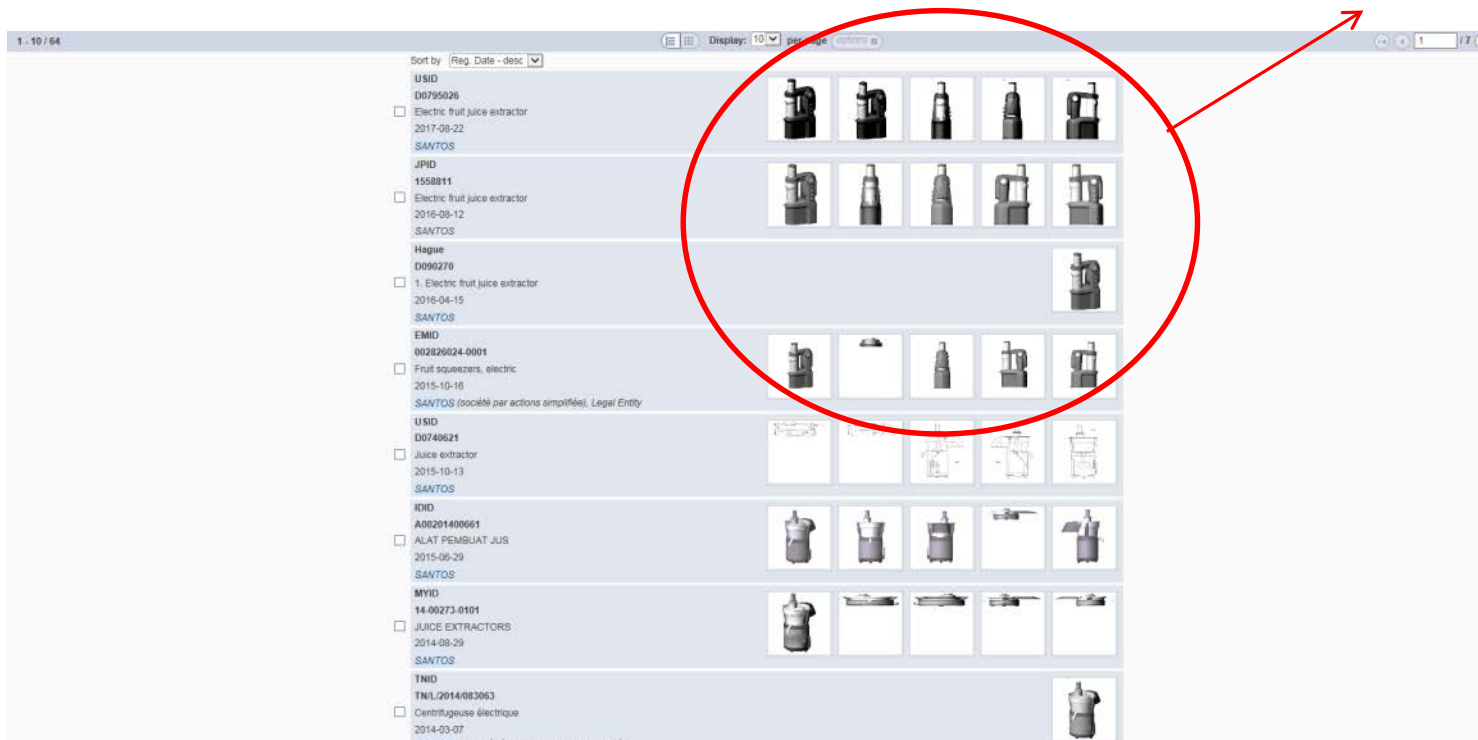 1 - 10 / 64 Display: 10 per page options 1 / 7
Sort by Reg. Date - desc
USID
D0795026
Electric fruit juice extractor
2017-08-22
SANTOS
JPID
1558811
Electric fruit juice extractor
2016-08-12
SANTOS
Hague
D090270
1. Electric fruit juice extractor
2016-04-15
SANTOS
EMID
002826024-0001
Fruit squeezers, electric
2015-10-16
SANTOS (société par actions simplifiée), Legal Entity
USID
D0740621
Juice extractor
2015-10-13
SANTOS
IDID
A00201400661
ALAT PEMBUAT JUS
2015-06-29
SANTOS
MYID
14-00273-0101
JUICE EXTRACTORS
2014-08-29
SANTOS
TNID
TN/L/2014/083063
Centrifugeuse électrique
2014-03-07